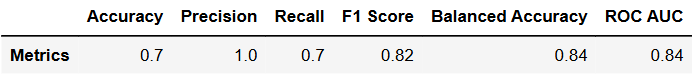 Accuracy Precision Recall F1 Score Balanced Accuracy ROC AUC
Metrics 0.7 1.0 0.7 0.82 0.84 0.84